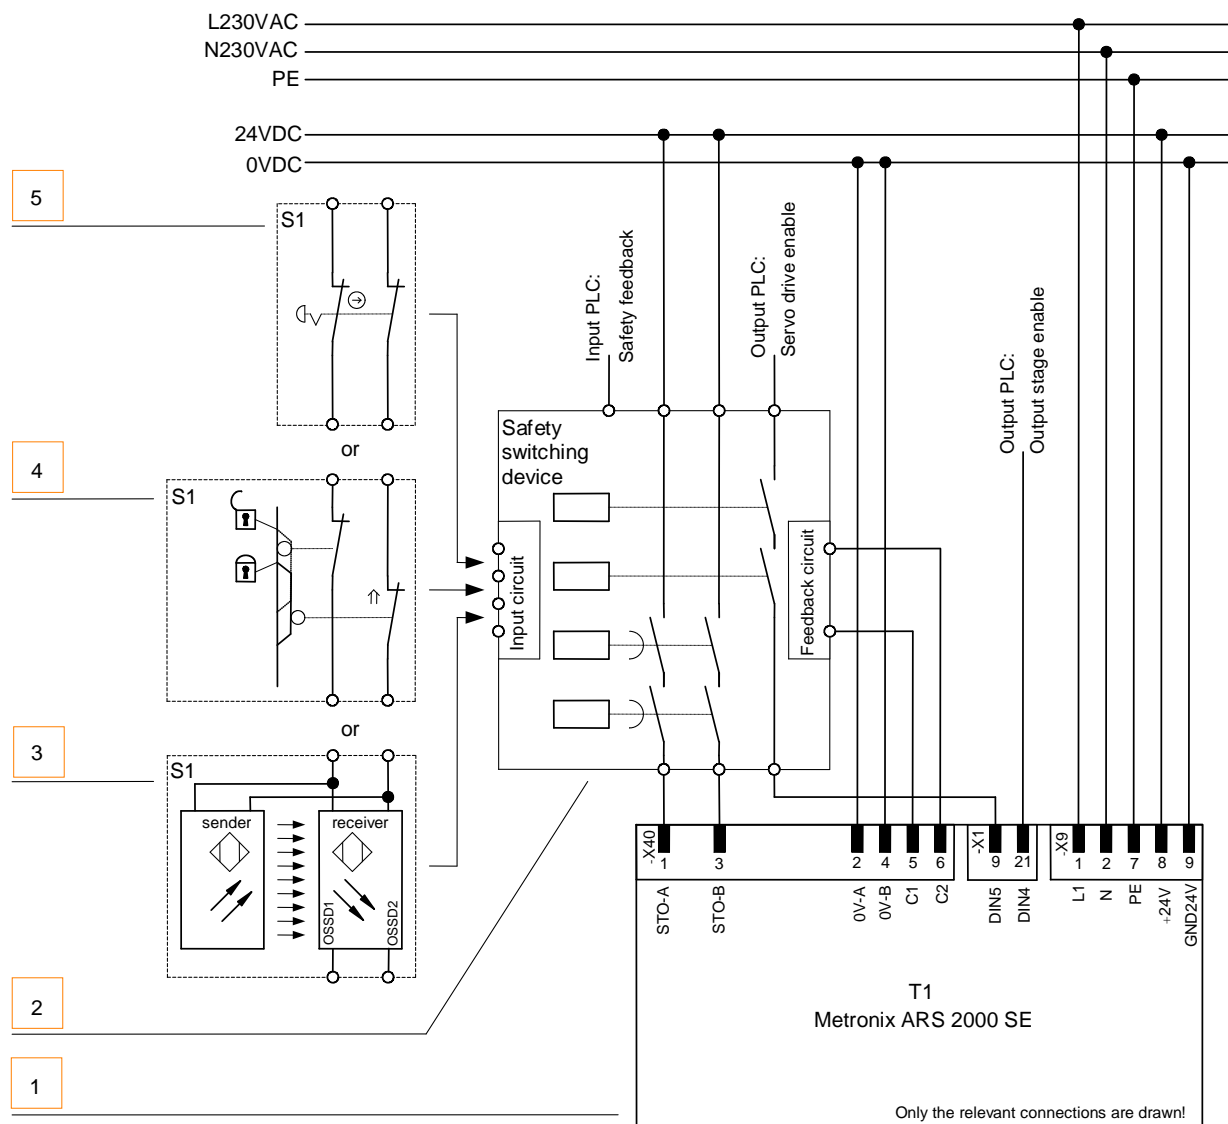 L230VAC
N230VAC
PE
24VDC
0VDC
5
S1
or
4
S1
or
3
S1
sender
receiver
OSSD1
OSSD2
2
1
Input PLC:
Safety feedback
Output PLC:
Servo drive enable
Output PLC:
Output stage enable
Safety
switching
device
Input circuit
Feedback circuit
-X40
1
3
2
4
5
6
-X1
9
21
-X9
1
2
7
8
9
STO-A
STO-B
0V-A
0V-B
C1
C2
DIN5
DIN4
L1
N
PE
+24V
GND24V
T1
Metronix ARS 2000 SE
Only the relevant connections are drawn!